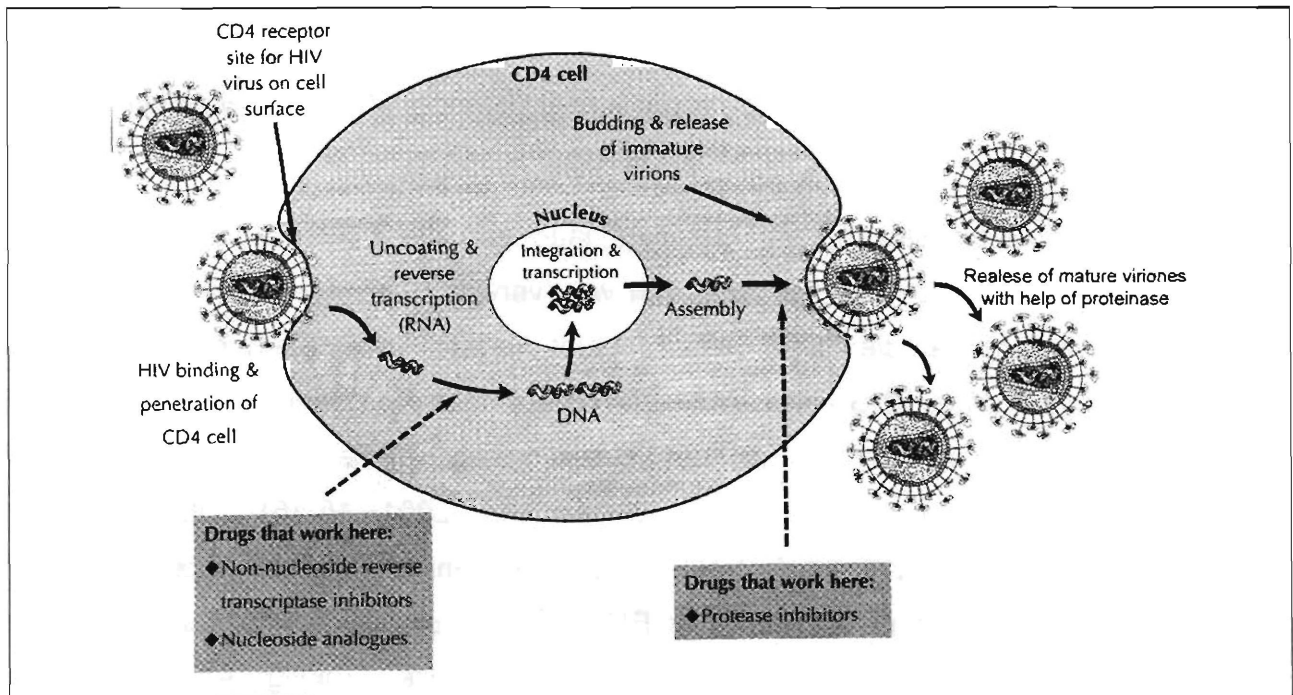 CD4 receptor
site for HIV
virus on cell
surface
CD4 cell
Budding & release
of immature
virions
Nucleus
Integration &
transcription
Uncoating &
reverse
transcription
(RNA)
Assembly
Realese of mature viriones
with help of proteinase
HIV binding &
penetration of
CD4 cell
DNA
Drugs that work here:
◆Non-nucleoside reverse
transcriptase inhibitors
◆Nucleoside analogues
Drugs that work here:
◆Protease inhibitors